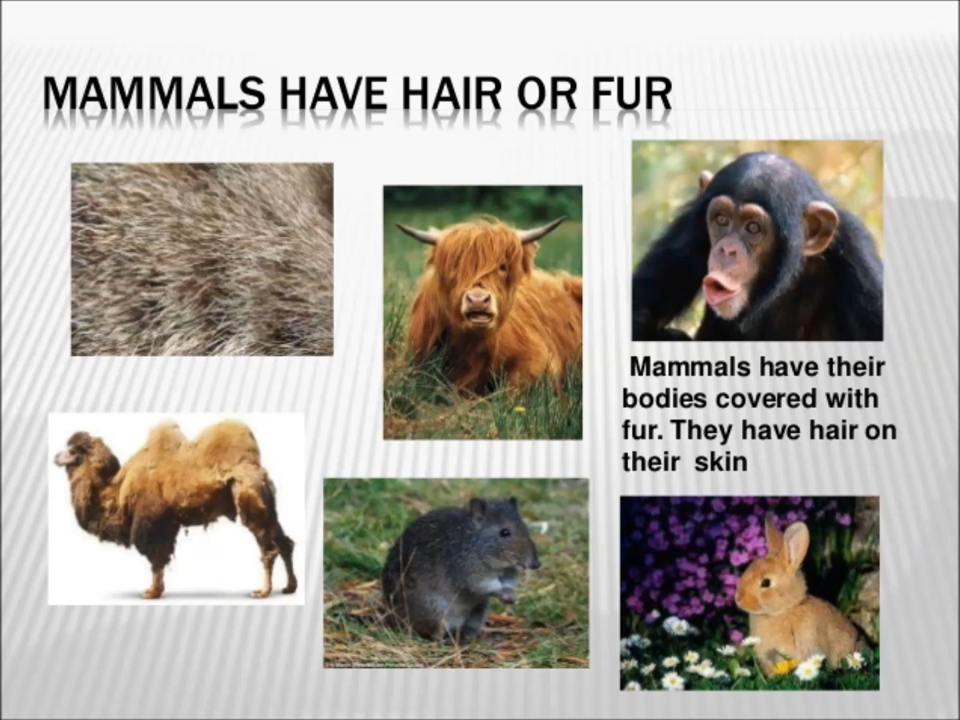 MAMMALS HAVE HAIR OR FUR
Mammals have their
bodies covered with
fur. They have hair on
their skin